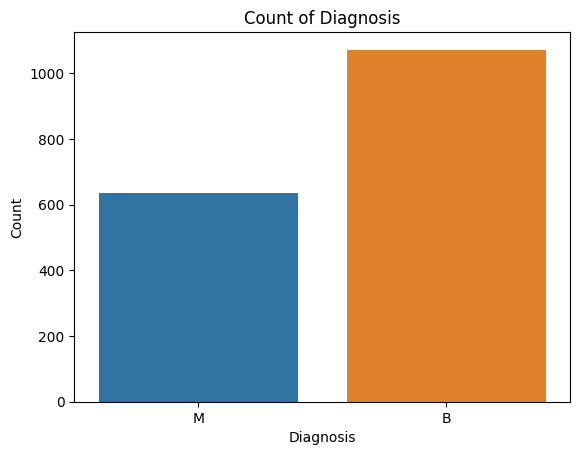 Count of Diagnosis
1000
800
600
400
200
0
Count
M
B
Diagnosis